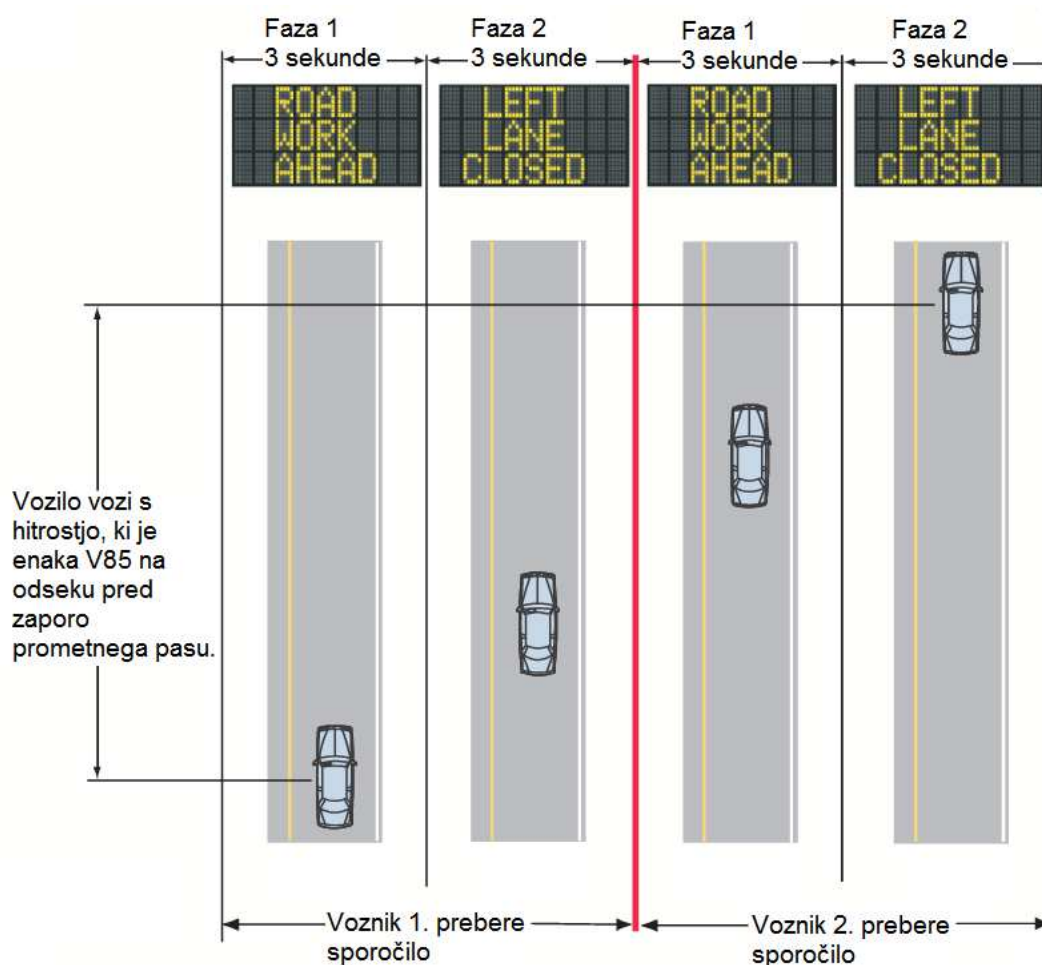 Faza 1
3 sekunde
Faza 2
3 sekunde
Faza 1
3 sekunde
Faza 2
3 sekunde
ROAD
WORK
AHEAD
LEFT
LANE
CLOSED
ROAD
WORK
AHEAD
LEFT
LANE
CLOSED
Vozilo vozi s
hitrostjo, ki je
enaka V85 na
odseku pred
zaporo
prometnega pasu.
Voznik 1. prebere
sporočilo
Voznik 2. prebere
sporočilo